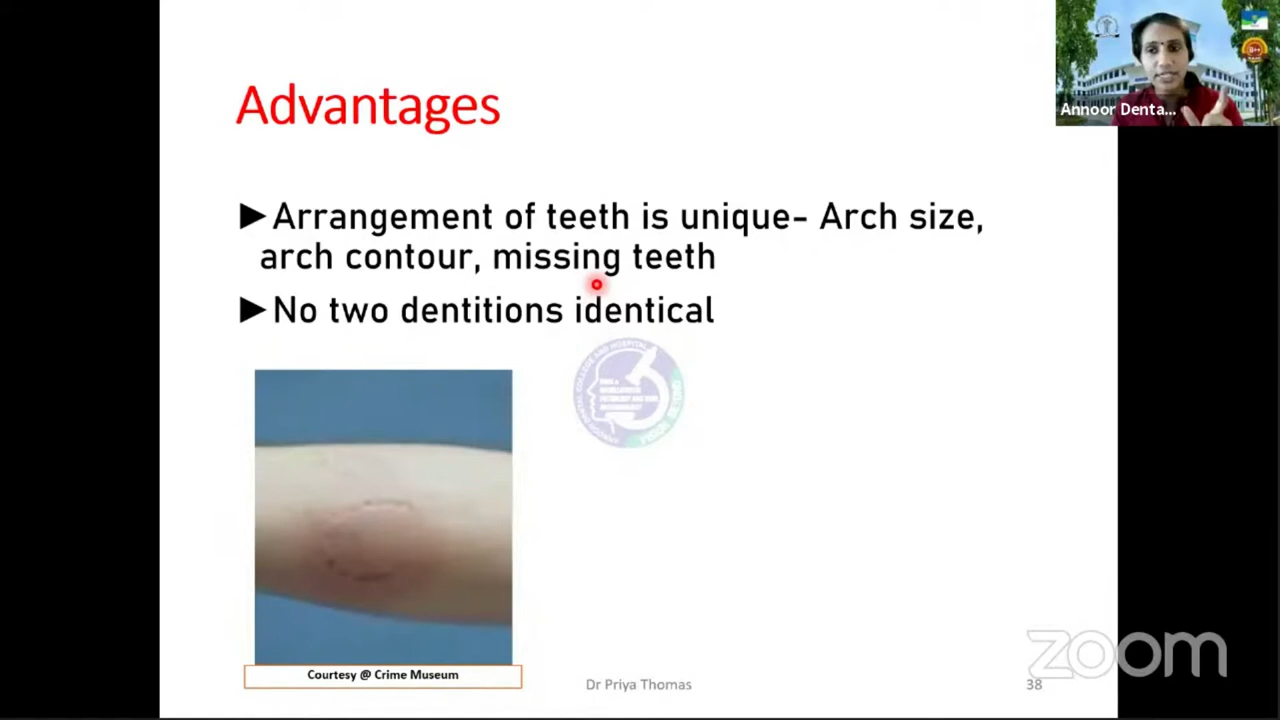 Annoor Denta...
Advantages
►Arrangement of teeth is unique- Arch size,
arch contour, missing teeth
►No two dentitions identical
Courtesy @ Crime Museum
Dr Priya Thomas
38
zoom